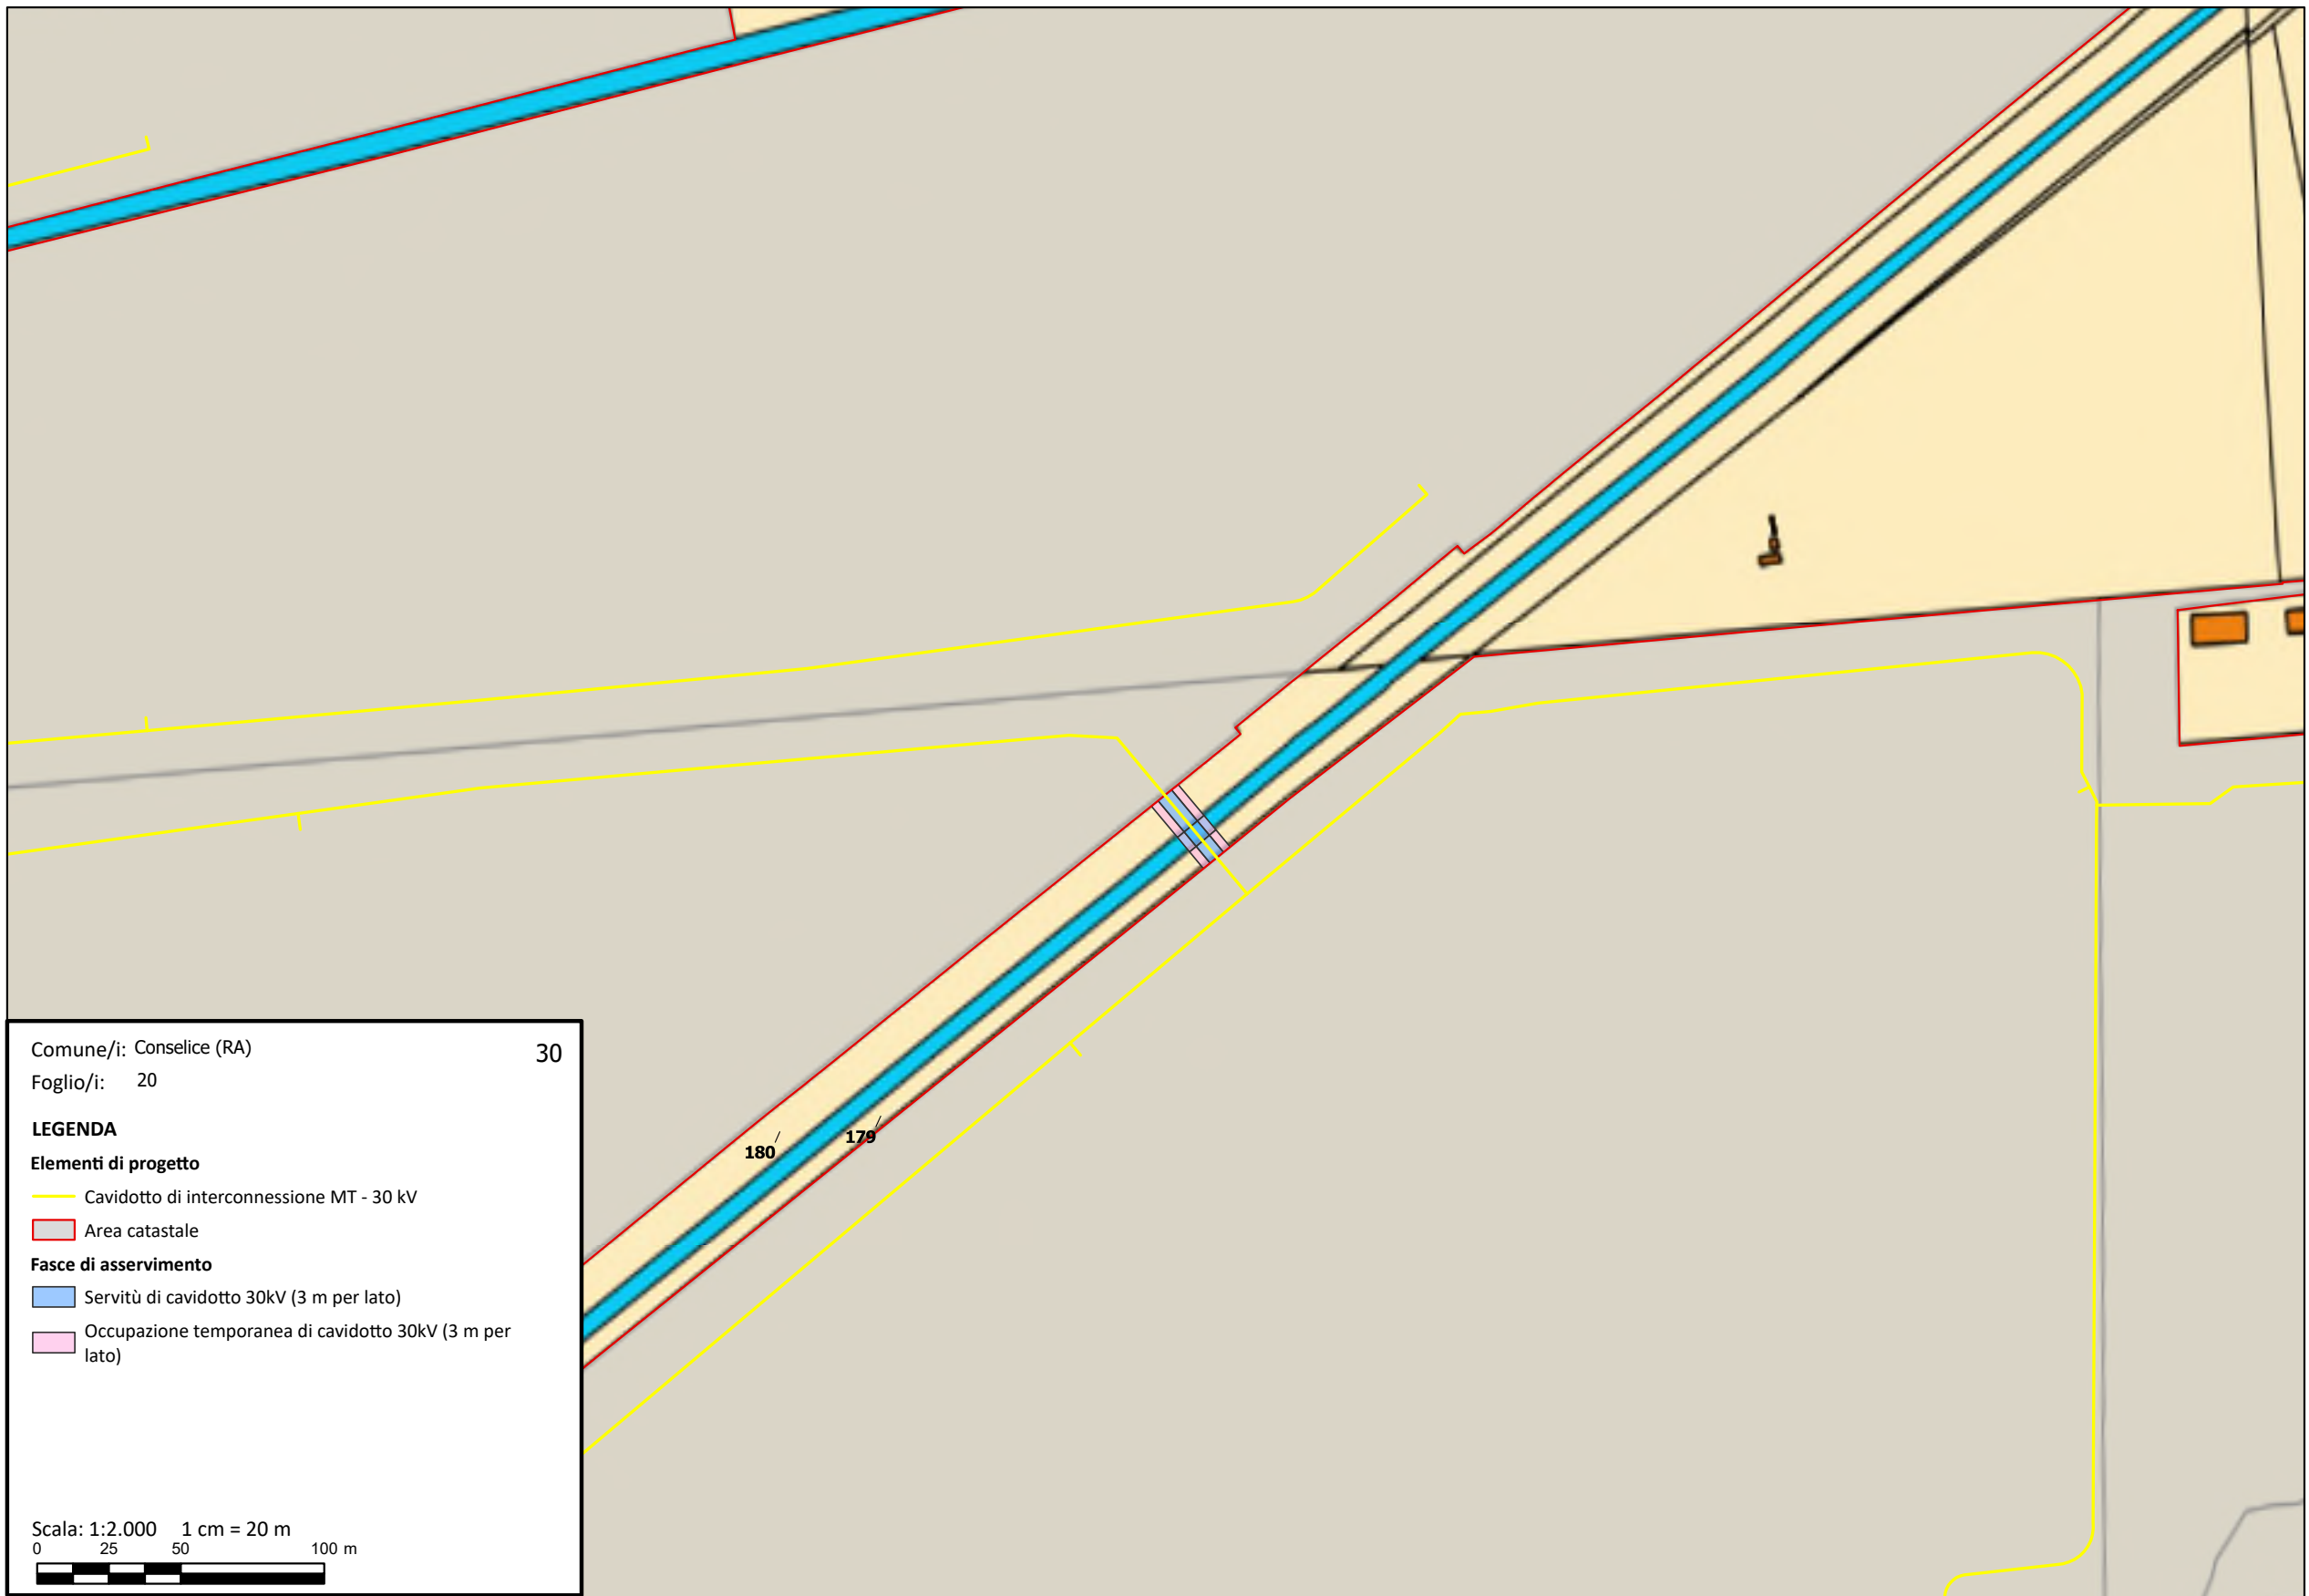 180
179
Comune/i: Conselice (RA)
30
Foglio/i: 20
LEGENDA
Elementi di progetto
Cavidotto di interconnessione MT - 30 kV
Area catastale
Fasce di asservimento
Servitù di cavidotto 30kV (3 m per lato)
Occupazione temporanea di cavidotto 30kV (3 m per
lato)
Scala: 1:2.000 1 cm = 20 m
0 25 50 100 m